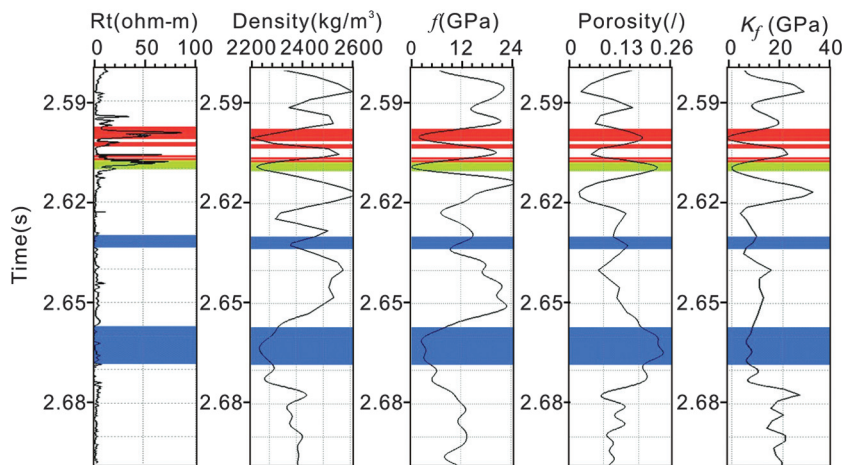 Rt(ohm-m) Density(kg/m³) f(GPa) Porosity(/) Kf (GPa)
0 50 100 2200 2400 2600 0 12 24 0 0.13 0.26 0 20 40
2.59 2.59 2.59 2.59 2.59
2.62 2.62 2.62 2.62 2.62
Time(s)
2.65 2.65 2.65 2.65 2.65
2.68 2.68 2.68 2.68 2.68